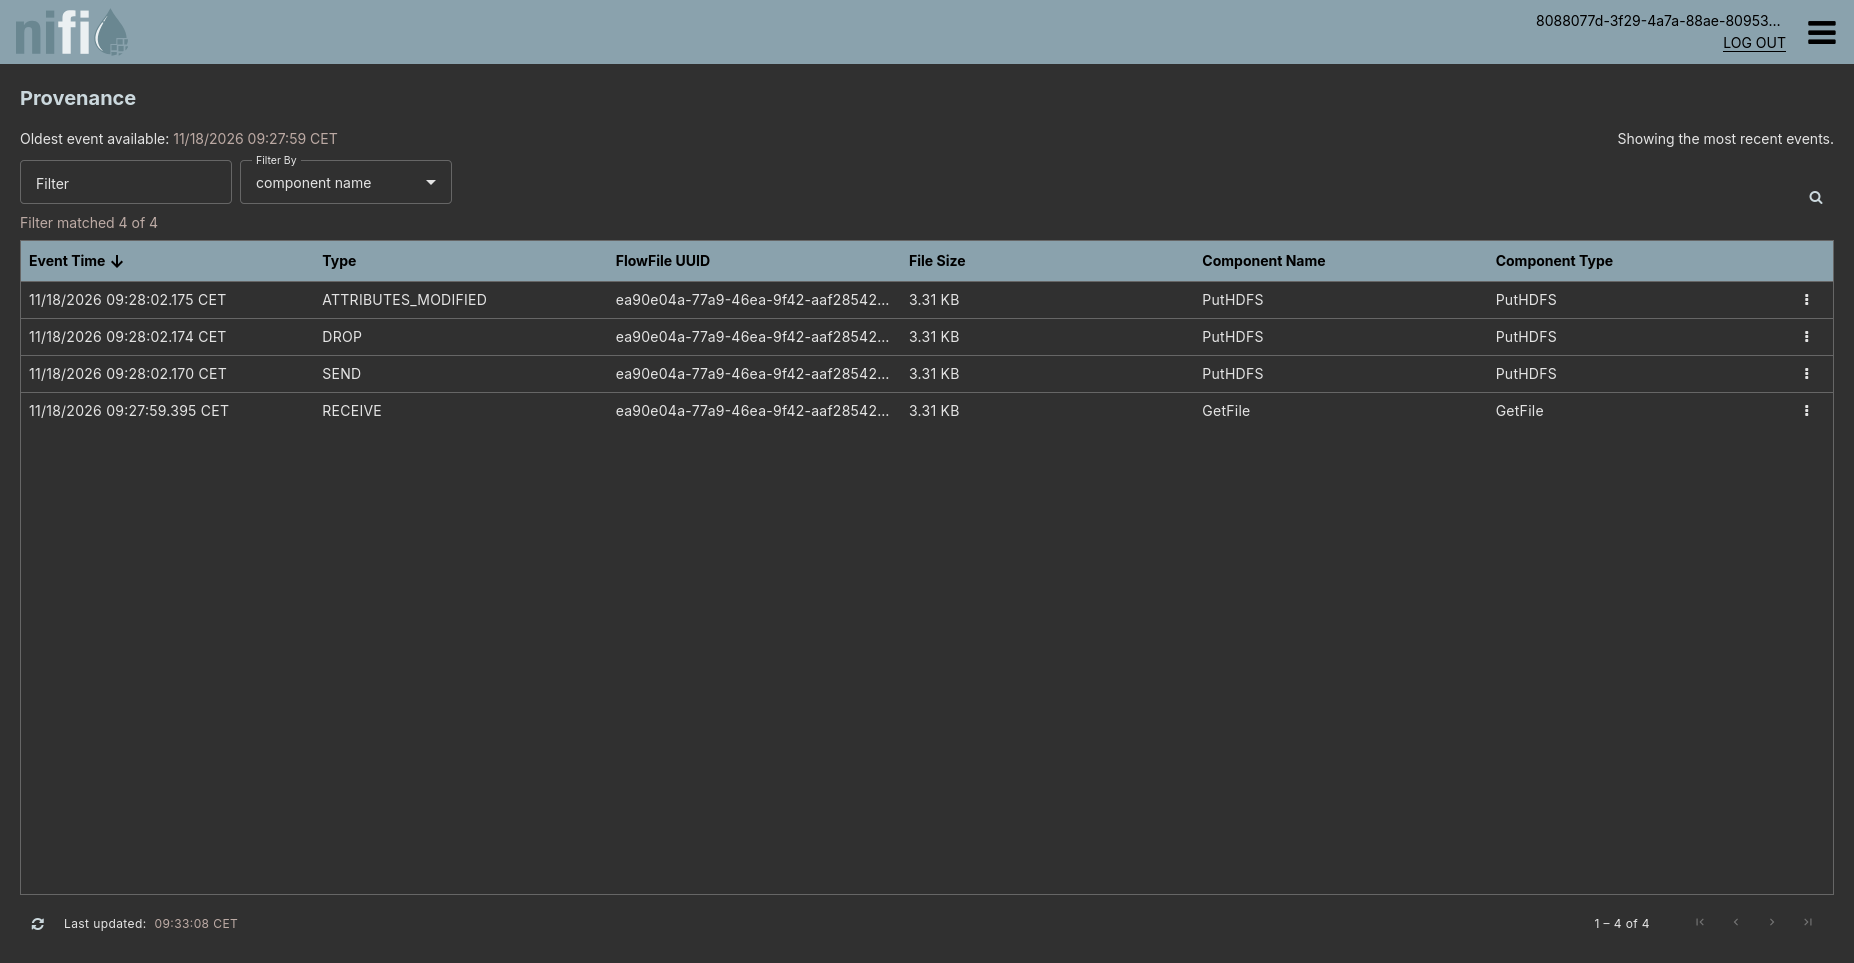 nifi
8088077d-3f29-4a7a-88ae-80953...
LOG OUT
Provenance
Oldest event available: 11/18/2026 09:27:59 CET
Showing the most recent events.
Filter
Filter By
component name
Filter matched 4 of 4
Event Time Type FlowFile UUID File Size Component Name Component Type
11/18/2026 09:28:02.175 CET ATTRIBUTES_MODIFIED ea90e04a-77a9-46ea-9f42-aaf28542... 3.31 KB PutHDFS PutHDFS
11/18/2026 09:28:02.174 CET DROP ea90e04a-77a9-46ea-9f42-aaf28542... 3.31 KB PutHDFS PutHDFS
11/18/2026 09:28:02.170 CET SEND ea90e04a-77a9-46ea-9f42-aaf28542... 3.31 KB PutHDFS PutHDFS
11/18/2026 09:27:59.395 CET RECEIVE ea90e04a-77a9-46ea-9f42-aaf28542... 3.31 KB GetFile GetFile
Last updated: 09:33:08 CET
1 – 4 of 4